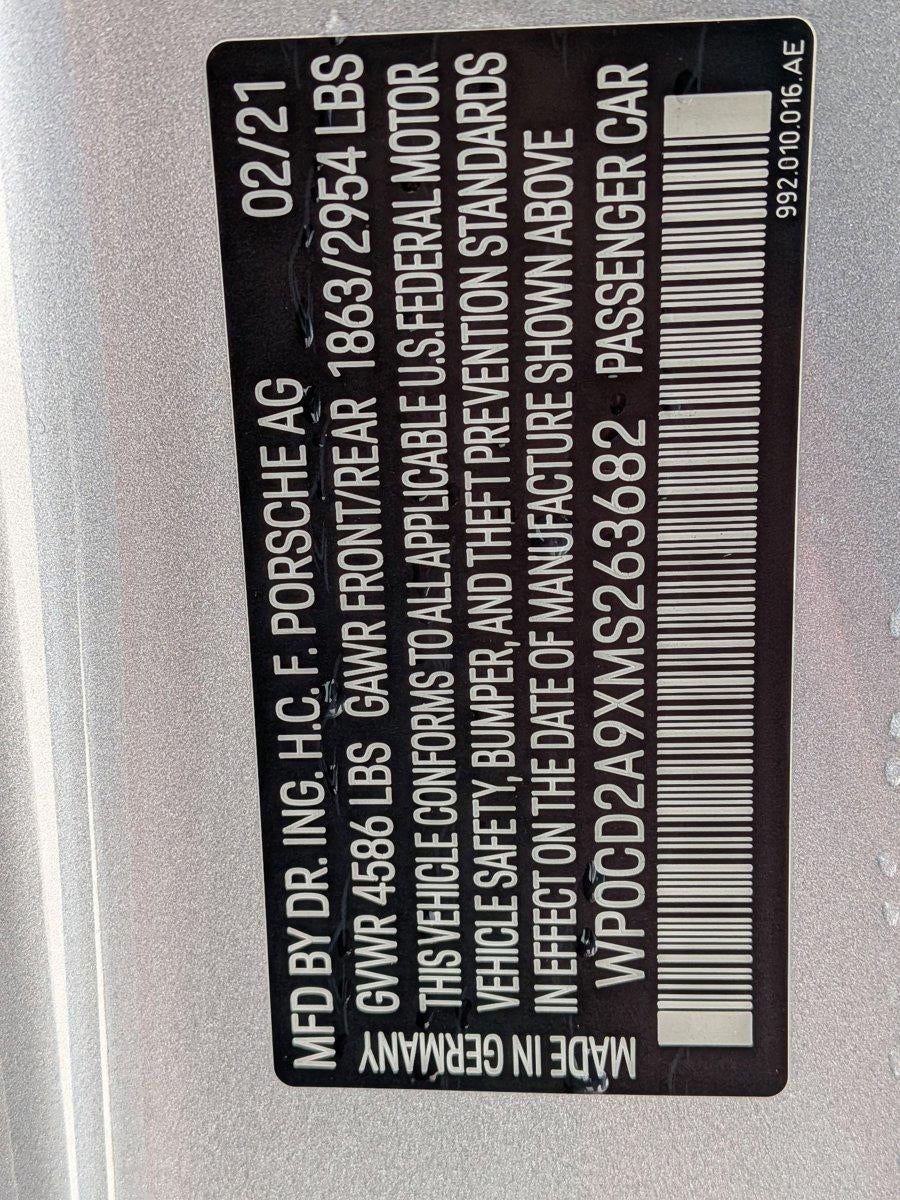 MFD BY DR. ING. H.C. F. PORSCHE AG 02/21
GVWR 4586 LBS GAWR FRONT/REAR 1863/2954 LBS
THIS VEHICLE CONFORMS TO ALL APPLICABLE U.S.FEDERAL MOTOR
VEHICLE SAFETY, BUMPER, AND THEFT PREVENTION STANDARDS
IN EFFECT ON THE DATE OF MANUFACTURE SHOWN ABOVE
WP0CD2A9XMS263682 PASSENGER CAR
MADE IN GERMANY
992.010.016.AE